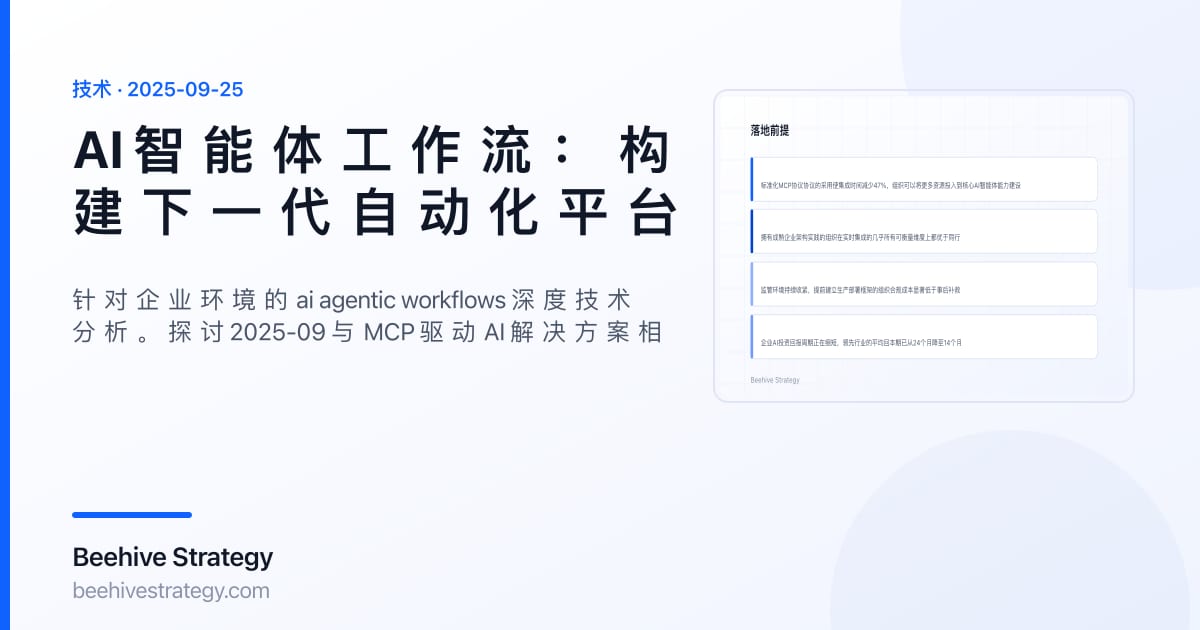 技术 · 2025-09-25
AI智能体工作流：构
建下一代自动化平台
针对企业环境的 ai agentic workflows 深度技术
分析。探讨2025-09与 MCP驱动AI解决方案相
落地前提
标准化MCP协议协议的采用使集成时间减少47%，组织可以将更多资源投入到核心AI智能体能力建设
拥有成熟企业架构实践的组织在实时集成的几乎所有可衡量维度上都优于同行
监管环境持续收紧，提前建立生产部署框架的组织合规成本显著低于事后补救
企业AI投资回报周期正在缩短，领先行业的平均回本期已从24个月降至14个月
Beehive Strategy
Beehive Strategy
beehivestrategy.com